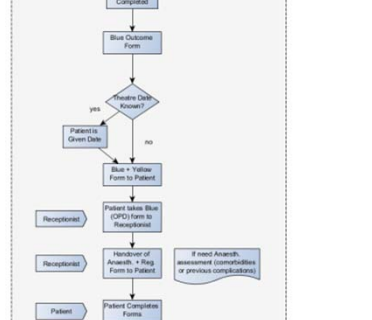 Completed
Blue Outcome
Form
Theatre Date
Known?
yes
Patient is
Given Date
no
Blue + Yellow
Form to Patient
Patient takes Blue
(OPD) form to
Receptionist
Receptionist
Handover of
Anaesth. + Reg.
Form to Patient
Receptionist
If need Anaesth.
assessment (comorbidities
or previous complications)
Patient
Patient Completes
Forms